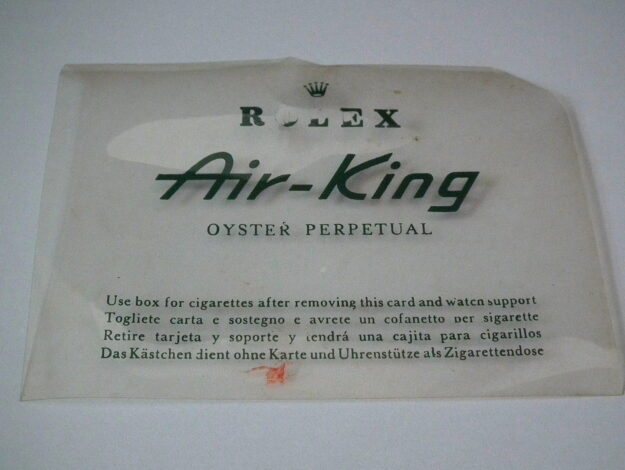 ROLEX
Air-King
OYSTER PERPETUAL
Use box for cigarettes after removing this card and watch support
Togliete carta e sostegno e avrete un cofanetto per sigarette
Retire tarjeta y soporte y tendrá una cajita para cigarillos
Das Kästchen dient ohne Karte und Uhrenstütze als Zigarettendose